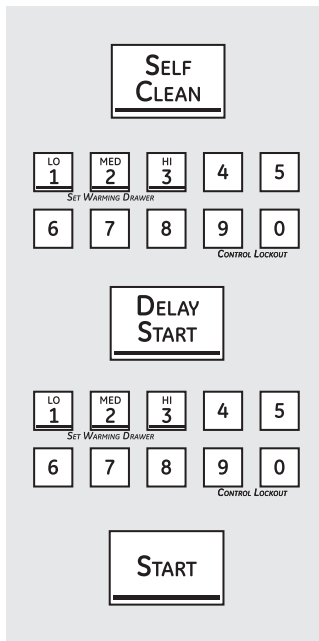 SELF
CLEAN
LO MED HI
1 2 3 4 5
SET WARMING DRAWER
6 7 8 9 0
CONTROL LOCKOUT
DELAY
START
LO MED HI
1 2 3 4 5
SET WARMING DRAWER
6 7 8 9 0
CONTROL LOCKOUT
START